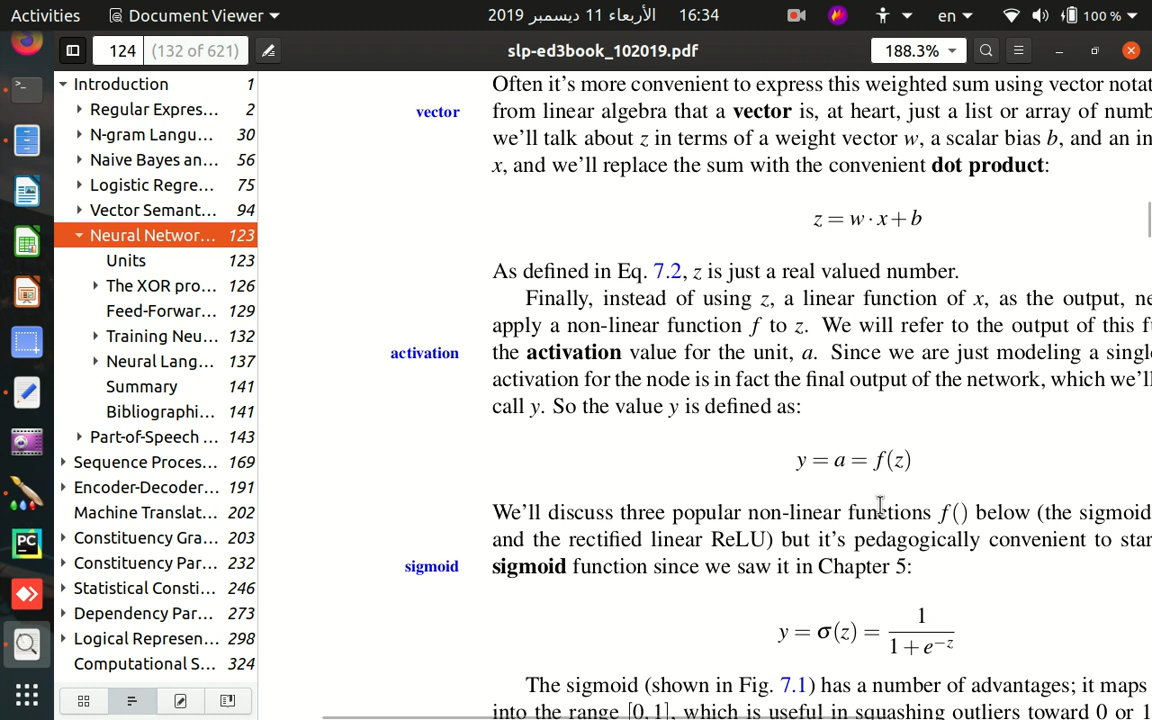 Activities Document Viewer الأربعاء 11 ديسمبر 2019 16:34 en 100 %
124 (132 of 621) slp-ed3book_102019.pdf 188.3%
Introduction 1
Regular Expres... 2
N-gram Langu... 30
Naive Bayes an... 56
Logistic Regre... 75
Vector Semant... 94
Neural Networ... 123
Units 123
The XOR pro... 126
Feed-Forwar... 129
Training Neu... 132
Neural Lang... 137
Summary 141
Bibliographi... 141
Part-of-Speech ... 143
Sequence Proces... 169
Encoder-Decoder... 191
Machine Translat... 202
Constituency Gra... 203
Constituency Par... 232
Statistical Consti... 246
Dependency Par... 273
Logical Represen... 298
Computational S... 324
Often it's more convenient to express this weighted sum using vector notat
vector
from linear algebra that a vector is, at heart, just a list or array of numb
we'll talk about z in terms of a weight vector w, a scalar bias b, and an in
x, and we'll replace the sum with the convenient dot product:
z = w · x + b
As defined in Eq. 7.2, z is just a real valued number.
Finally, instead of using z, a linear function of x, as the output, ne
apply a non-linear function f to z. We will refer to the output of this f
activation
the activation value for the unit, a. Since we are just modeling a singl
activation for the node is in fact the final output of the network, which we'll
call y. So the value y is defined as:
y = a = f(z)
We'll discuss three popular non-linear functions f() below (the sigmoid
and the rectified linear ReLU) but it's pedagogically convenient to star
sigmoid
sigmoid function since we saw it in Chapter 5:
y = σ(z) = 1 / (1 + e^−z)
The sigmoid (shown in Fig. 7.1) has a number of advantages; it maps
into the range [0,1], which is useful in squashing outliers toward 0 or 1
PC